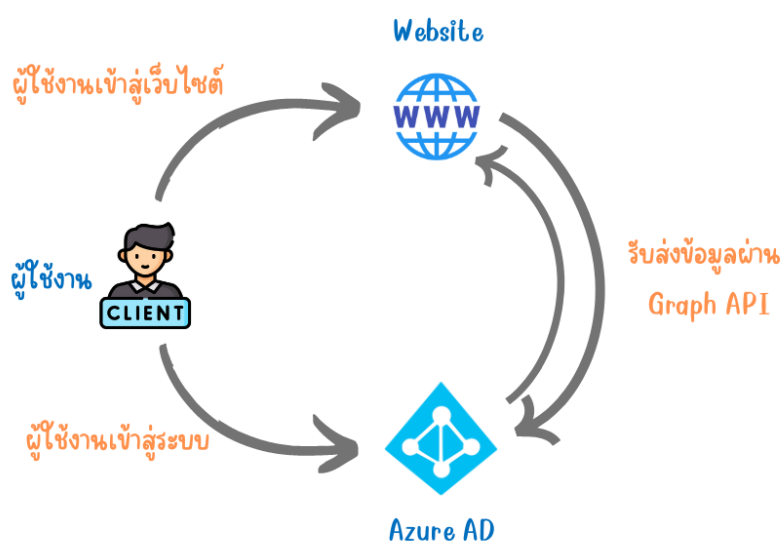 Website
ผู้ใช้งานเข้าสู่เว็บไซต์
WWW
ผู้ใช้งาน
CLIENT
รับส่งข้อมูลผ่าน
Graph API
ผู้ใช้งานเข้าสู่ระบบ
Azure AD